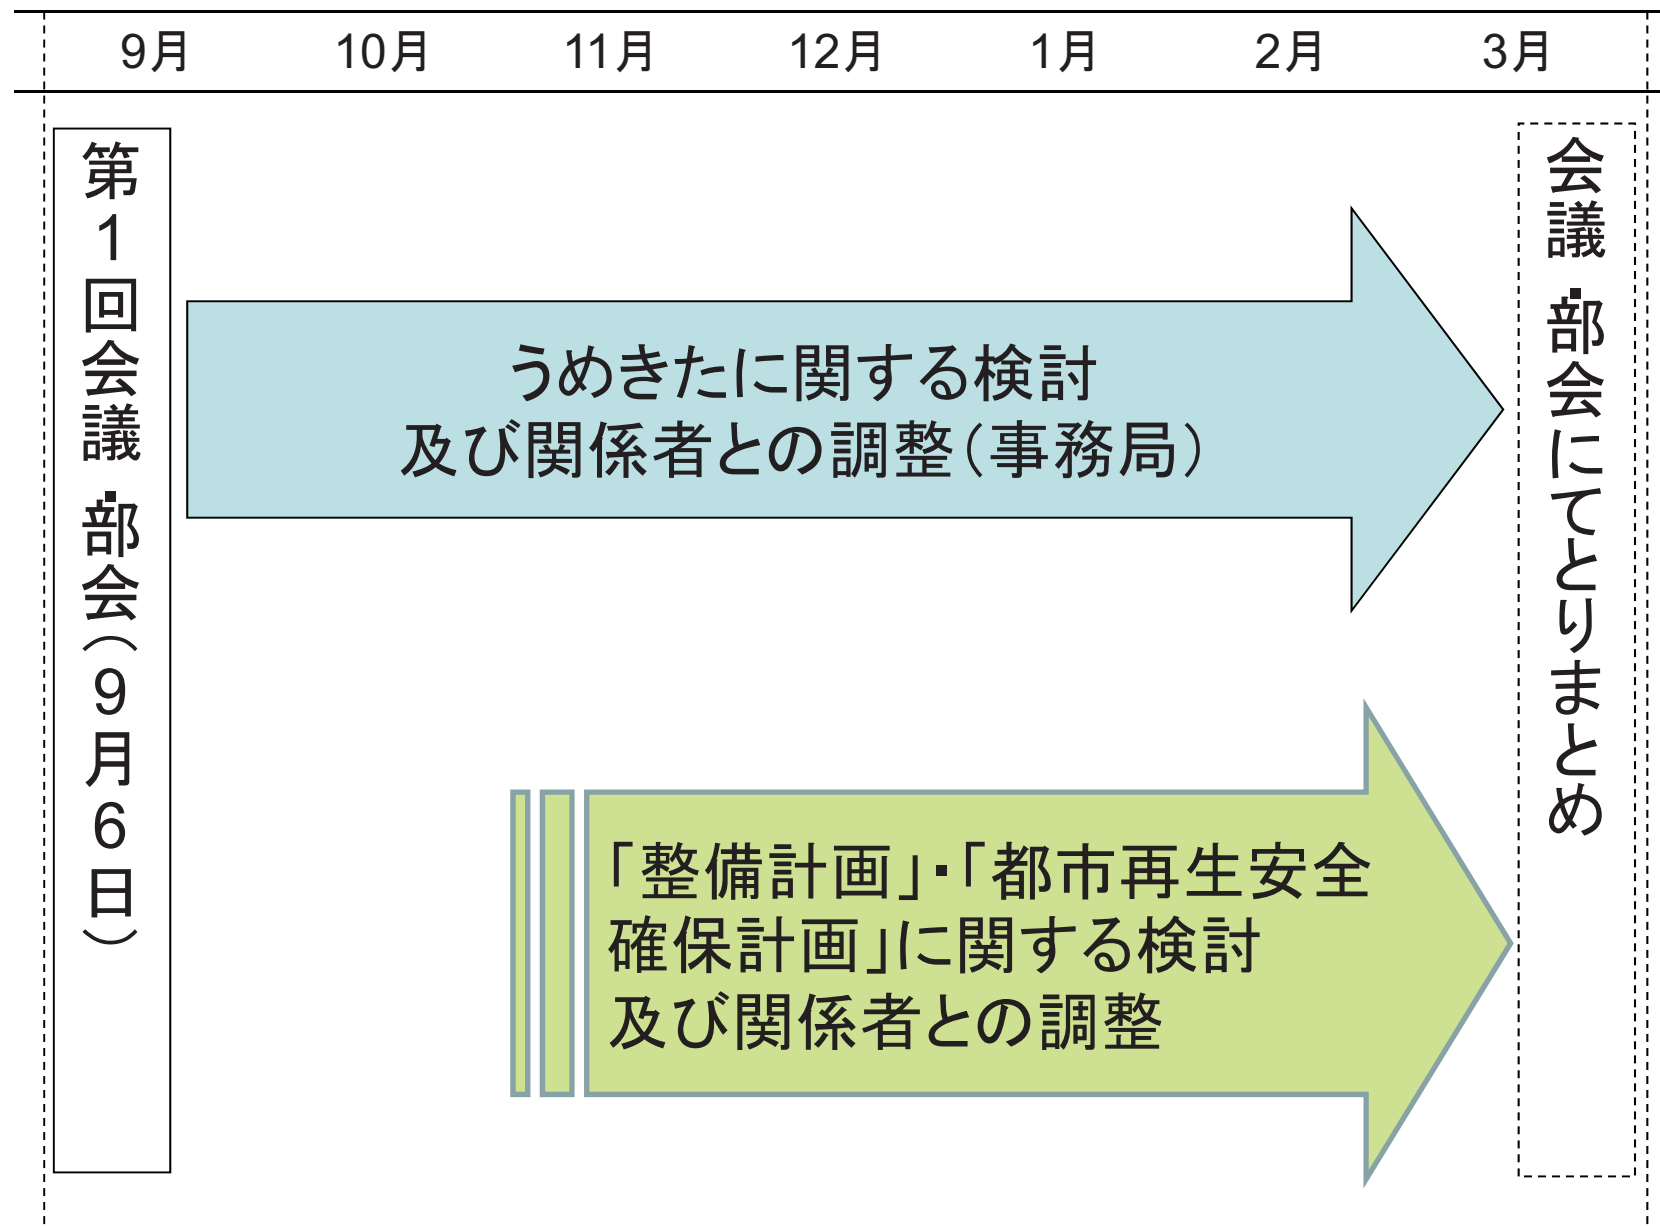 9月 10月 11月 12月 1月 2月 3月
第1回会議・部会（9月6日）
うめきたに関する検討
及び関係者との調整（事務局）
「整備計画」・「都市再生安全
確保計画」に関する検討
及び関係者との調整
会議・部会にてとりまとめ